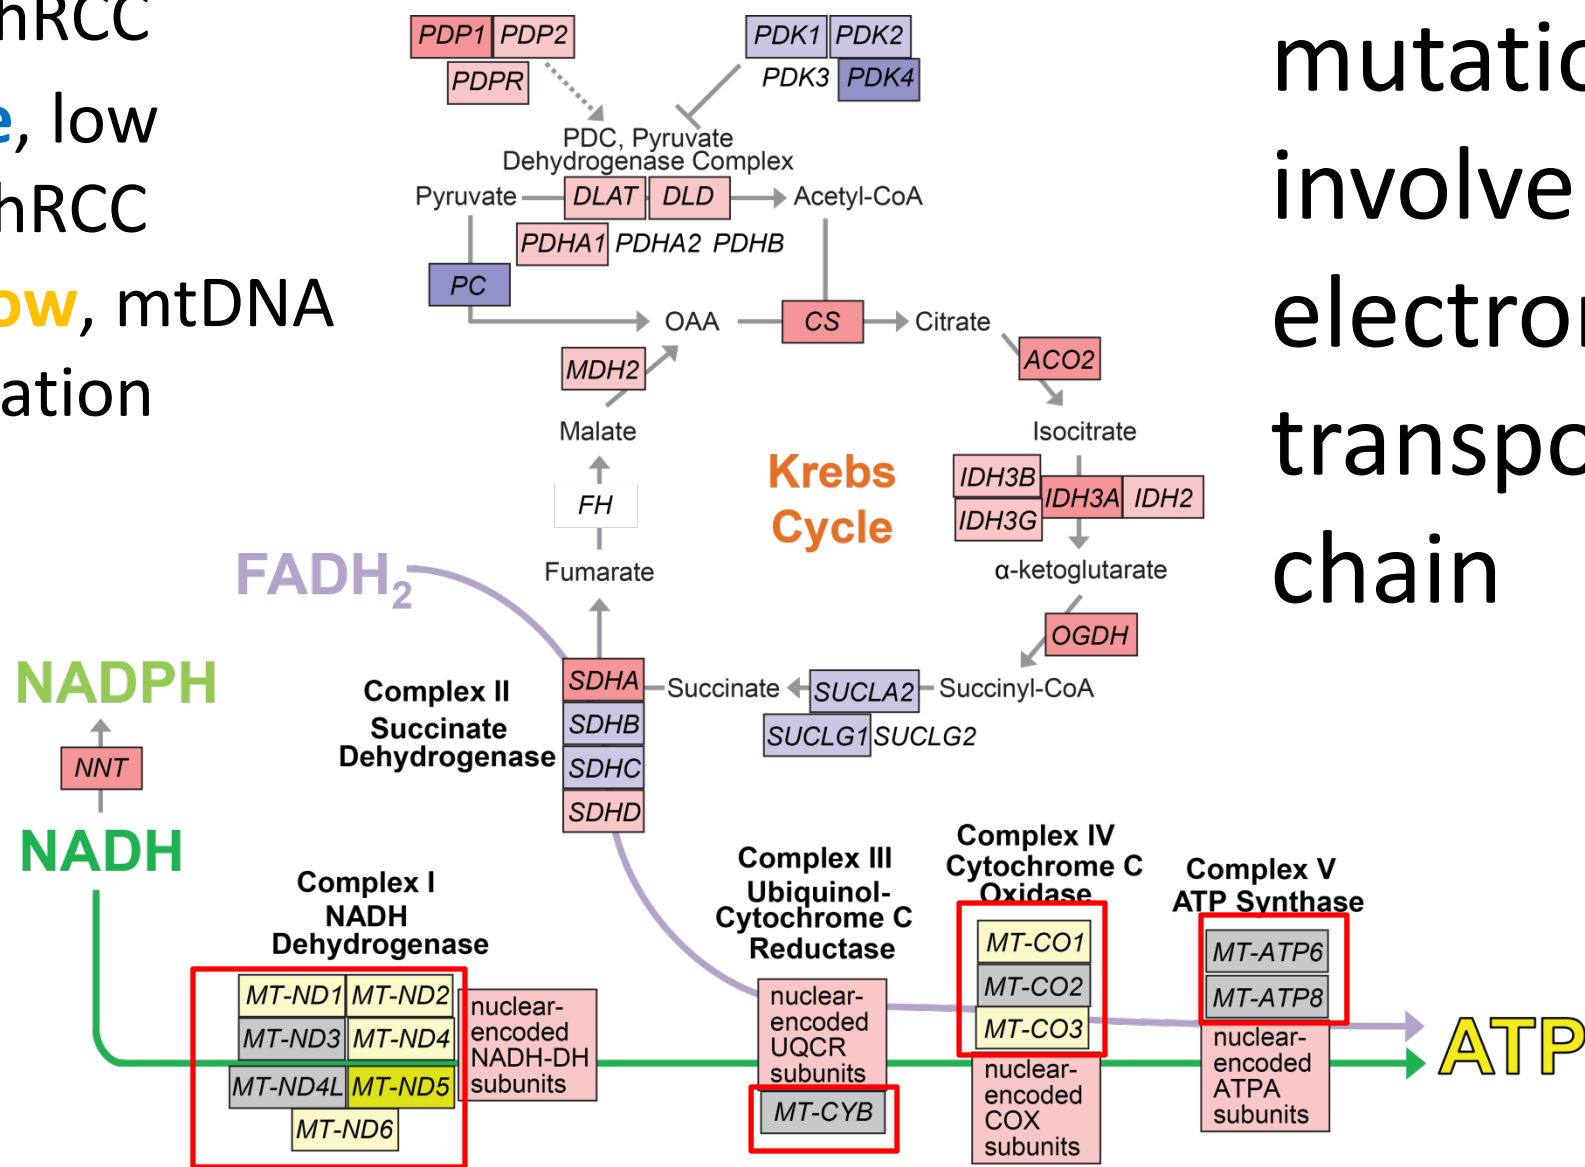 hRCC
e, low
hRCC
ow, mtDNA
ation
mutatio
involve
electron
transpo
chain
PDP1 PDP2
PDPR
PDK1 PDK2
PDK3 PDK4
PDC, Pyruvate
Dehydrogenase Complex
Pyruvate DLAT DLD Acetyl-CoA
PDHA1 PDHA2 PDHB
PC
OAA CS Citrate
MDH2
ACO2
Malate
Isocitrate
Krebs
Cycle
FH
IDH3B
IDH3A IDH2
IDH3G
FADH2
Fumarate
α-ketoglutarate
OGDH
NADPH
Complex II
Succinate
Dehydrogenase
SDHA
SDHB
SDHC
SDHD
Succinate SUCLA2 Succinyl-CoA
SUCLG1 SUCLG2
NNT
NADH
Complex I
NADH
Dehydrogenase
MT-ND1 MT-ND2
MT-ND3 MT-ND4
MT-ND4L MT-ND5
MT-ND6
nuclear-
encoded
NADH-DH
subunits
Complex III
Ubiquinol-
Cytochrome C
Reductase
nuclear-
encoded
UQCR
subunits
MT-CYB
Complex IV
Cytochrome C
Oxidase
MT-CO1
MT-CO2
MT-CO3
nuclear-
encoded
COX
subunits
Complex V
ATP Synthase
MT-ATP6
MT-ATP8
nuclear-
encoded
ATPA
subunits
ATP